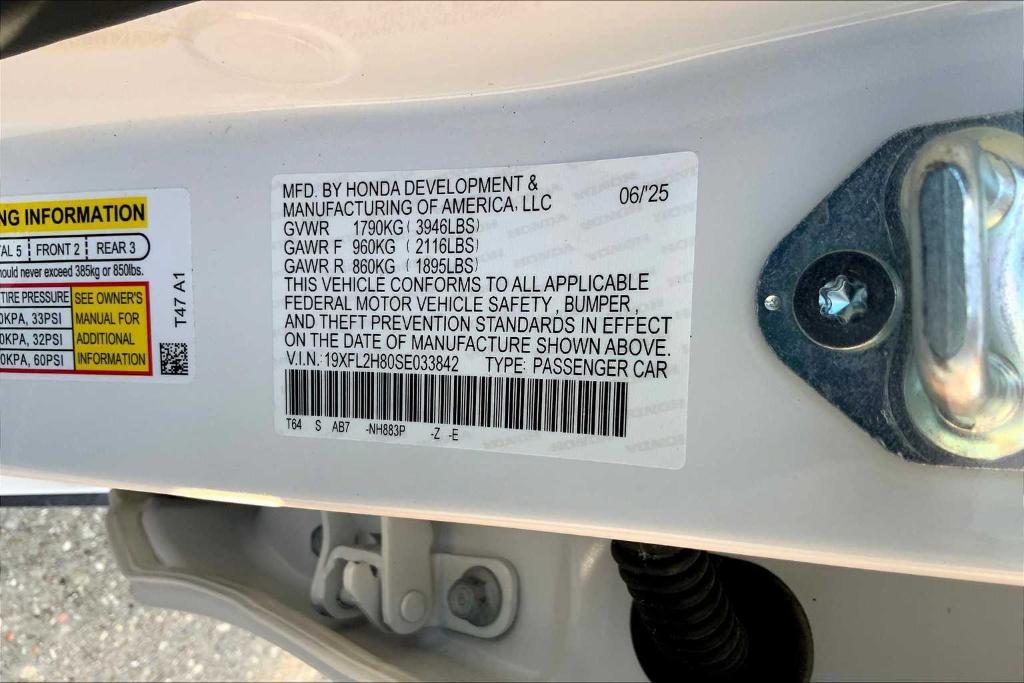 NG INFORMATION
TAL 5 FRONT 2 REAR 3
hould never exceed 385kg or 850lbs.
TIRE PRESSURE SEE OWNER'S
0KPA, 33PSI MANUAL FOR
0KPA, 32PSI ADDITIONAL
0KPA, 60PSI INFORMATION
T47 A1
MFD. BY HONDA DEVELOPMENT &
MANUFACTURING OF AMERICA, LLC 06/'25
GVWR 1790KG ( 3946LBS)
GAWR F 960KG ( 2116LBS)
GAWR R 860KG ( 1895LBS)
THIS VEHICLE CONFORMS TO ALL APPLICABLE
FEDERAL MOTOR VEHICLE SAFETY , BUMPER ,
AND THEFT PREVENTION STANDARDS IN EFFECT
ON THE DATE OF MANUFACTURE SHOWN ABOVE.
V.I.N.: 19XFL2H80SE033842 TYPE: PASSENGER CAR
T64 S AB7 -NH883P -Z -E